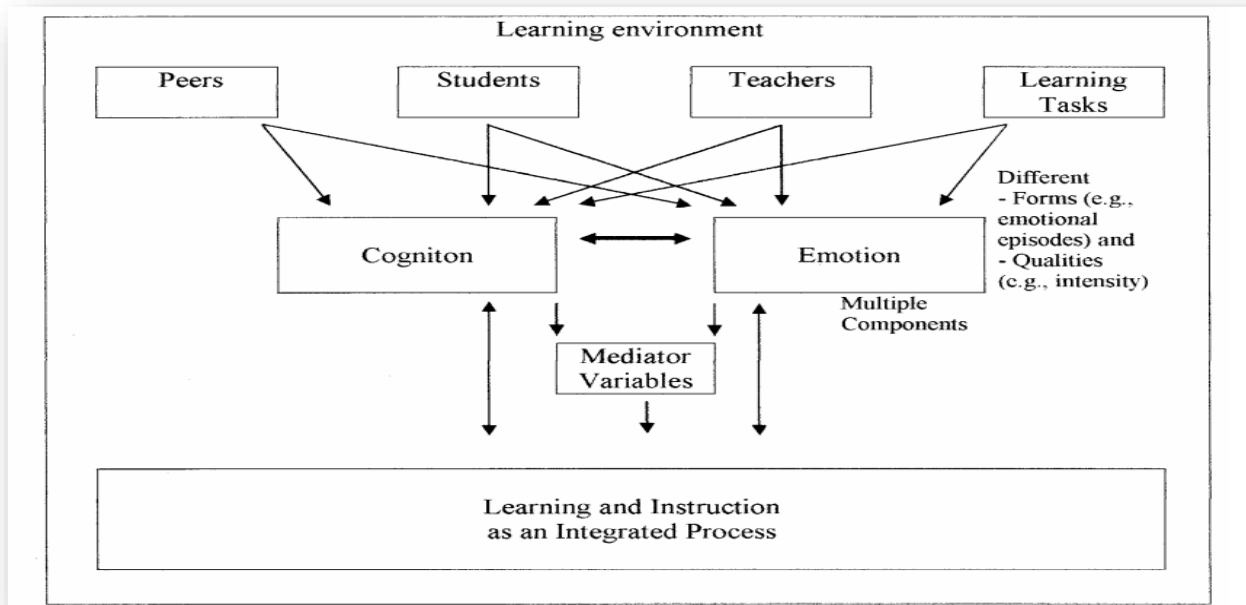 Learning environment
Peers
Students
Teachers
Learning
Tasks
Different
- Forms (e.g.,
emotional
episodes) and
- Qualities
(c.g., intensity)
Cogniton
Emotion
Multiple
Components
Mediator
Variables
Learning and Instruction
as an Integrated Process